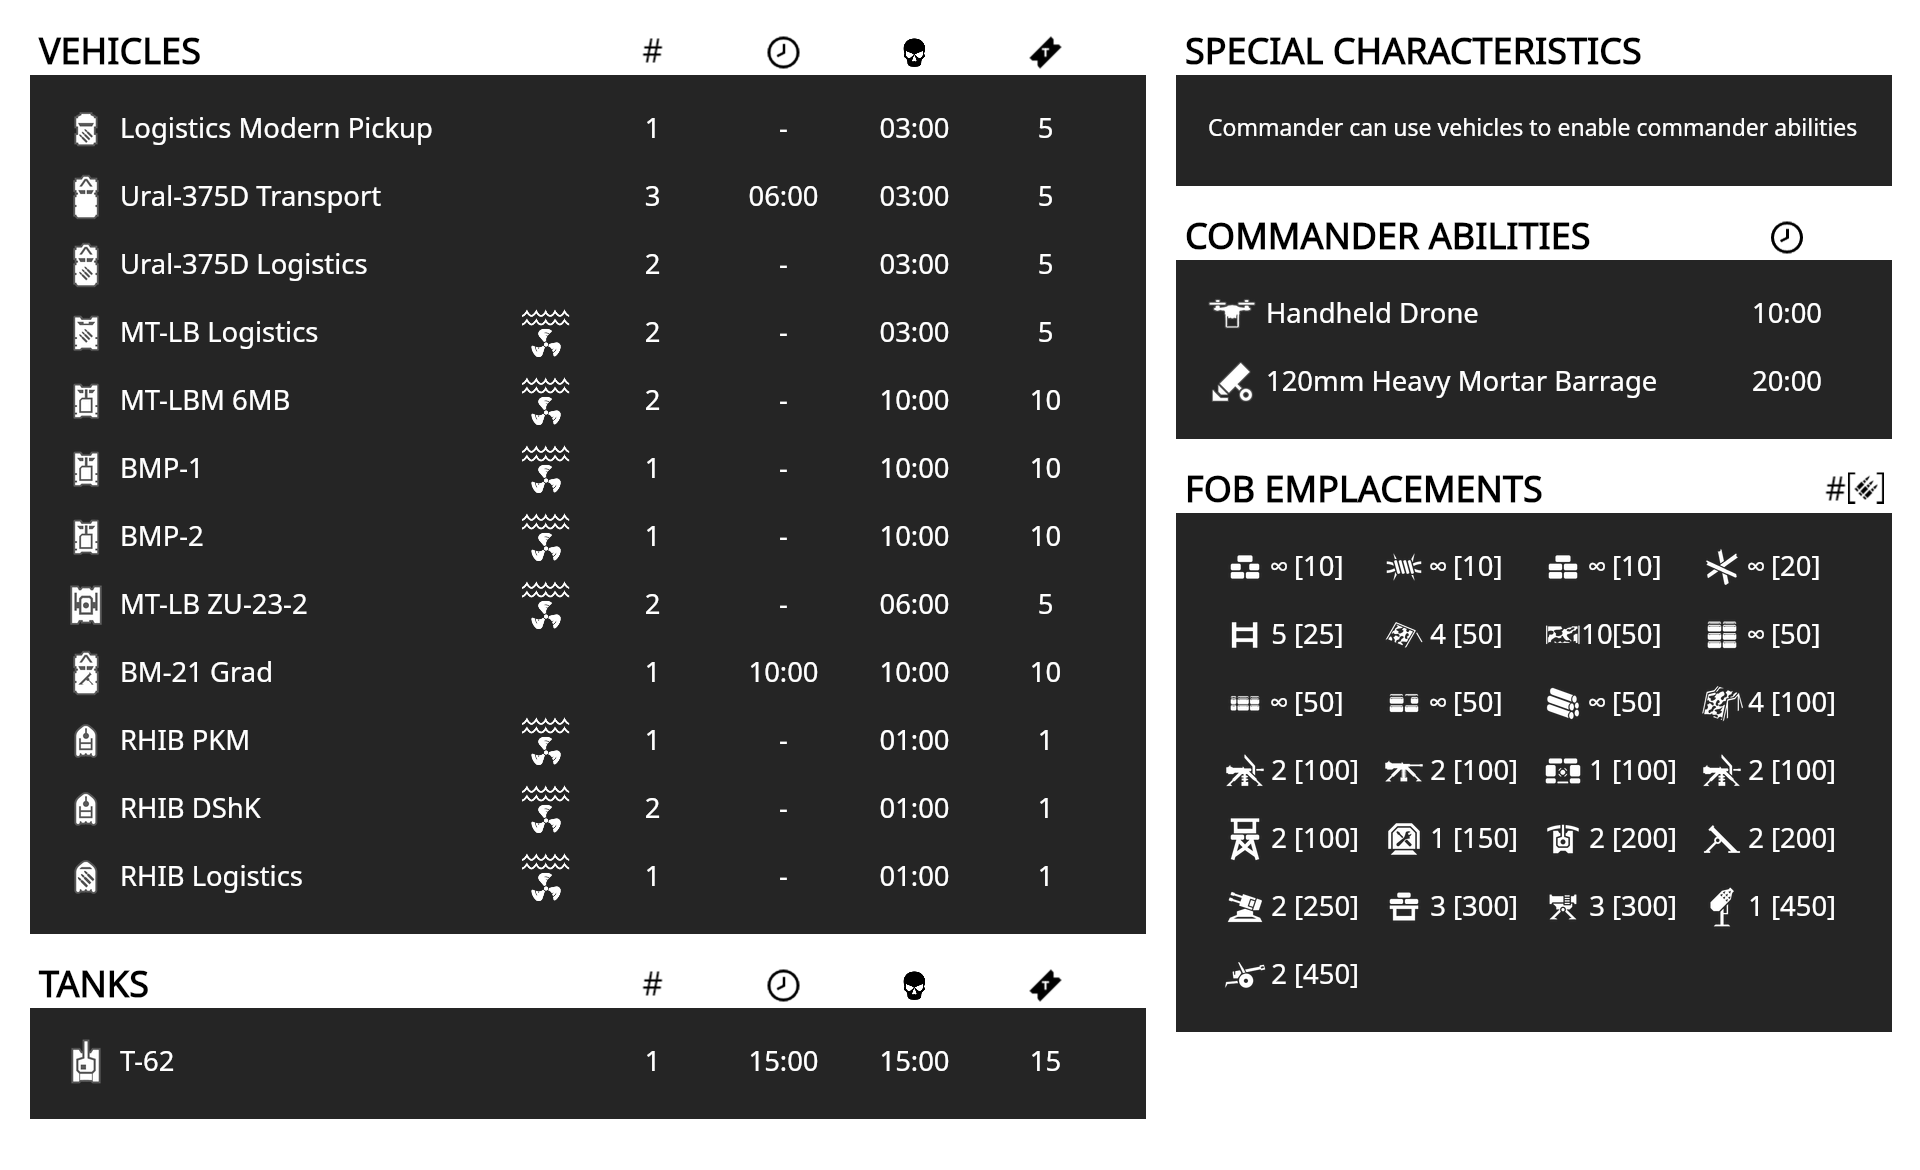 VEHICLES #
Logistics Modern Pickup 1 - 03:00 5
Ural-375D Transport 3 06:00 03:00 5
Ural-375D Logistics 2 - 03:00 5
MT-LB Logistics 2 - 03:00 5
MT-LBM 6MB 2 - 10:00 10
BMP-1 1 - 10:00 10
BMP-2 1 - 10:00 10
MT-LB ZU-23-2 2 - 06:00 5
BM-21 Grad 1 10:00 10:00 10
RHIB PKM 1 - 01:00 1
RHIB DShK 2 - 01:00 1
RHIB Logistics 1 - 01:00 1
TANKS # T
T-62 1 15:00 15:00 15
SPECIAL CHARACTERISTICS
Commander can use vehicles to enable commander abilities
COMMANDER ABILITIES
Handheld Drone 10:00
120mm Heavy Mortar Barrage 20:00
FOB EMPLACEMENTS #[ ]
∞ [10] ∞ [10] ∞ [10] ∞ [20]
5 [25] 4 [50] 10[50] ∞ [50]
∞ [50] ∞ [50] ∞ [50] 4 [100]
2 [100] 2 [100] 1 [100] 2 [100]
2 [100] 1 [150] 2 [200] 2 [200]
2 [250] 3 [300] 3 [300] 1 [450]
2 [450]